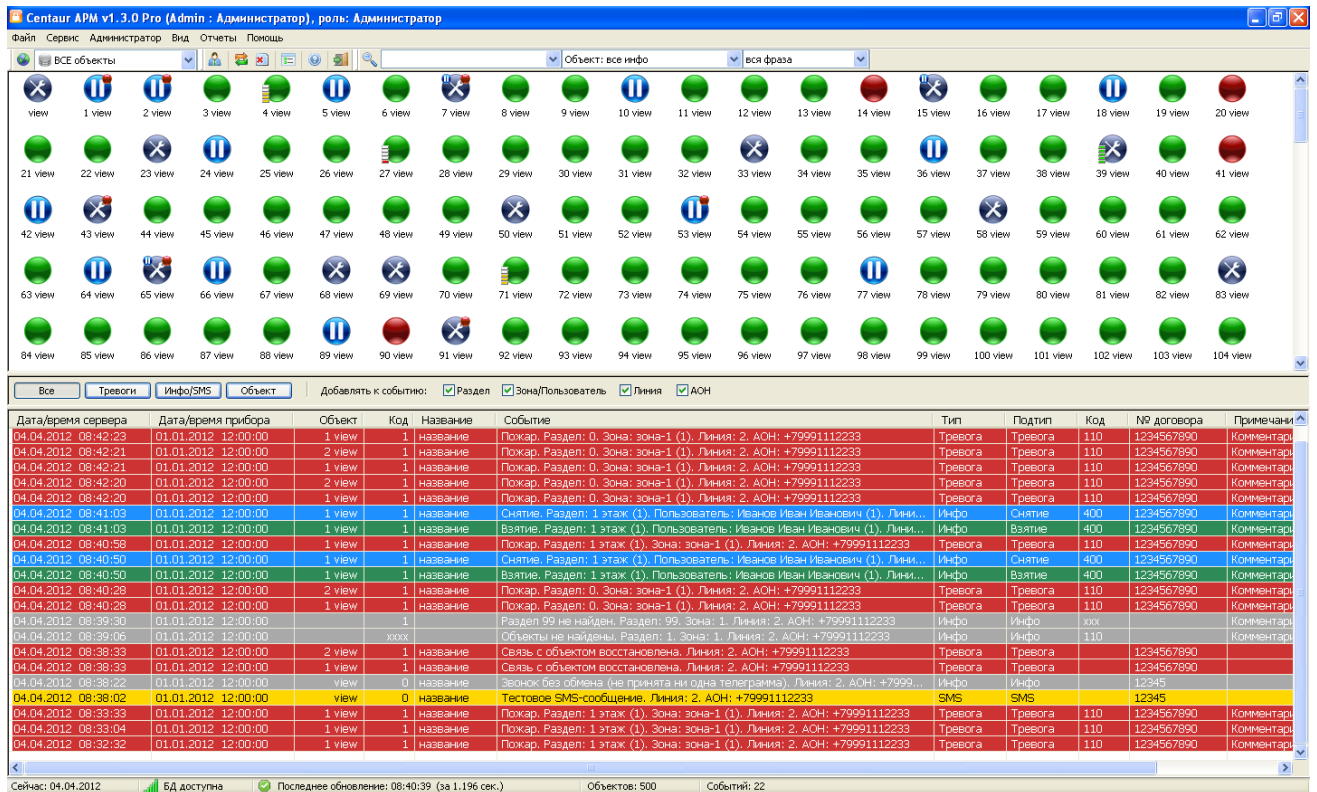 Centaur APM v1.3.0 Pro (Admin : Администратор), роль: Администратор
Файл Сервис Администратор Вид Отчеты Помощь
ВСЕ объекты Объект: все инфо вся фраза
view 1 view 2 view 3 view 4 view 5 view 6 view 7 view 8 view 9 view 10 view 11 view 12 view 13 view 14 view 15 view 16 view 17 view 18 view 19 view 20 view
21 view 22 view 23 view 24 view 25 view 26 view 27 view 28 view 29 view 30 view 31 view 32 view 33 view 34 view 35 view 36 view 37 view 38 view 39 view 40 view 41 view
42 view 43 view 44 view 45 view 46 view 47 view 48 view 49 view 50 view 51 view 52 view 53 view 54 view 55 view 56 view 57 view 58 view 59 view 60 view 61 view 62 view
63 view 64 view 65 view 66 view 67 view 68 view 69 view 70 view 71 view 72 view 73 view 74 view 75 view 76 view 77 view 78 view 79 view 80 view 81 view 82 view 83 view
84 view 85 view 86 view 87 view 88 view 89 view 90 view 91 view 92 view 93 view 94 view 95 view 96 view 97 view 98 view 99 view 100 view 101 view 102 view 103 view 104 view
Все Тревоги Инфо/SMS Объект Добавлять к событию: Раздел Зона/Пользователь Линия АОН
Дата/время сервера Дата/время прибора Объект Код Название Событие Тип Подтип Код № договора Примечани
04.04.2012 08:42:23 01.01.2012 12:00:00 1 view 1 название Пожар. Раздел: 0. Зона: зона-1 (1). Линия: 2. АОН: +79991112233 Тревога Тревога 110 1234567890 Комментари
04.04.2012 08:42:21 01.01.2012 12:00:00 2 view 1 название Пожар. Раздел: 0. Зона: зона-1 (1). Линия: 2. АОН: +79991112233 Тревога Тревога 110 1234567890 Комментари
04.04.2012 08:42:21 01.01.2012 12:00:00 1 view 1 название Пожар. Раздел: 0. Зона: зона-1 (1). Линия: 2. АОН: +79991112233 Тревога Тревога 110 1234567890 Комментари
04.04.2012 08:42:20 01.01.2012 12:00:00 2 view 1 название Пожар. Раздел: 0. Зона: зона-1 (1). Линия: 2. АОН: +79991112233 Тревога Тревога 110 1234567890 Комментари
04.04.2012 08:42:20 01.01.2012 12:00:00 1 view 1 название Пожар. Раздел: 0. Зона: зона-1 (1). Линия: 2. АОН: +79991112233 Тревога Тревога 110 1234567890 Комментари
04.04.2012 08:41:03 01.01.2012 12:00:00 1 view 1 название Снятие. Раздел: 1 этаж (1). Пользователь: Иванов Иван Иванович (1). Лини... Инфо Снятие 400 1234567890 Комментари
04.04.2012 08:41:03 01.01.2012 12:00:00 1 view 1 название Взятие. Раздел: 1 этаж (1). Пользователь: Иванов Иван Иванович (1). Лини... Инфо Взятие 400 1234567890 Комментари
04.04.2012 08:40:58 01.01.2012 12:00:00 1 view 1 название Пожар. Раздел: 1 этаж (1). Зона: зона-1 (1). Линия: 2. АОН: +79991112233 Тревога Тревога 110 1234567890 Комментари
04.04.2012 08:40:50 01.01.2012 12:00:00 1 view 1 название Снятие. Раздел: 1 этаж (1). Пользователь: Иванов Иван Иванович (1). Лини... Инфо Снятие 400 1234567890 Комментари
04.04.2012 08:40:50 01.01.2012 12:00:00 1 view 1 название Взятие. Раздел: 1 этаж (1). Пользователь: Иванов Иван Иванович (1). Лини... Инфо Взятие 400 1234567890 Комментари
04.04.2012 08:40:28 01.01.2012 12:00:00 2 view 1 название Пожар. Раздел: 0. Зона: зона-1 (1). Линия: 2. АОН: +79991112233 Тревога Тревога 110 1234567890 Комментари
04.04.2012 08:40:28 01.01.2012 12:00:00 1 view 1 название Пожар. Раздел: 0. Зона: зона-1 (1). Линия: 2. АОН: +79991112233 Тревога Тревога 110 1234567890 Комментари
04.04.2012 08:39:30 01.01.2012 12:00:00 1 Раздел 99 не найден. Раздел: 99. Зона: 1. Линия: 2. АОН: +79991112233 Инфо Инфо xxx Комментари
04.04.2012 08:39:06 01.01.2012 12:00:00 xxxx Объекты не найдены. Раздел: 1. Зона: 1. Линия: 2. АОН: +79991112233 Инфо Инфо 110 Комментари
04.04.2012 08:38:33 01.01.2012 12:00:00 2 view 1 название Связь с объектом восстановлена. Линия: 2. АОН: +79991112233 Тревога Тревога 1234567890
04.04.2012 08:38:33 01.01.2012 12:00:00 1 view 1 название Связь с объектом восстановлена. Линия: 2. АОН: +79991112233 Тревога Тревога 1234567890
04.04.2012 08:38:22 01.01.2012 12:00:00 view 0 название Звонок без обмена (не принята ни одна телеграмма). Линия: 2. АОН: +7999... Инфо Инфо 12345
04.04.2012 08:38:02 01.01.2012 12:00:00 view 0 название Тестовое SMS-сообщение. Линия: 2. АОН: +79991112233 SMS SMS 12345
04.04.2012 08:33:33 01.01.2012 12:00:00 1 view 1 название Пожар. Раздел: 1 этаж (1). Зона: зона-1 (1). Линия: 2. АОН: +79991112233 Тревога Тревога 110 1234567890 Комментари
04.04.2012 08:33:04 01.01.2012 12:00:00 1 view 1 название Пожар. Раздел: 1 этаж (1). Зона: зона-1 (1). Линия: 2. АОН: +79991112233 Тревога Тревога 110 1234567890 Комментари
04.04.2012 08:32:32 01.01.2012 12:00:00 1 view 1 название Пожар. Раздел: 1 этаж (1). Зона: зона-1 (1). Линия: 2. АОН: +79991112233 Тревога Тревога 110 1234567890 Комментари
Сейчас: 04.04.2012 БД доступна Последнее обновление: 08:40:39 (за 1.196 сек.) Объектов: 500 Событий: 22